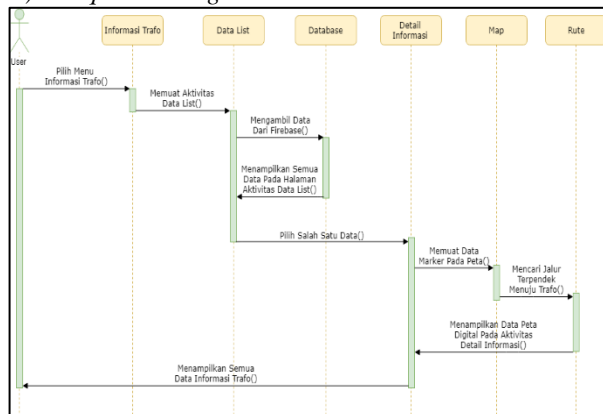 Informasi Trafo
Data List
Database
Detail
Informasi
Map
Rute
User
Pilih Menu
Informasi Trafo()
Memuat Aktivitas
Data List()
Mengambil Data
Dari Firebase()
Menampilkan Semua
Data Pada Halaman
Aktivitas Data List()
Pilih Salah Satu Data()
Memuat Data
Marker Pada Peta()
Mencari Jalur
Terpendek
Menuju Trafo()
Menampilkan Data Peta
Digital Pada Aktivitas
Detail Informasi()
Menampilkan Semua
Data Informasi Trafo()